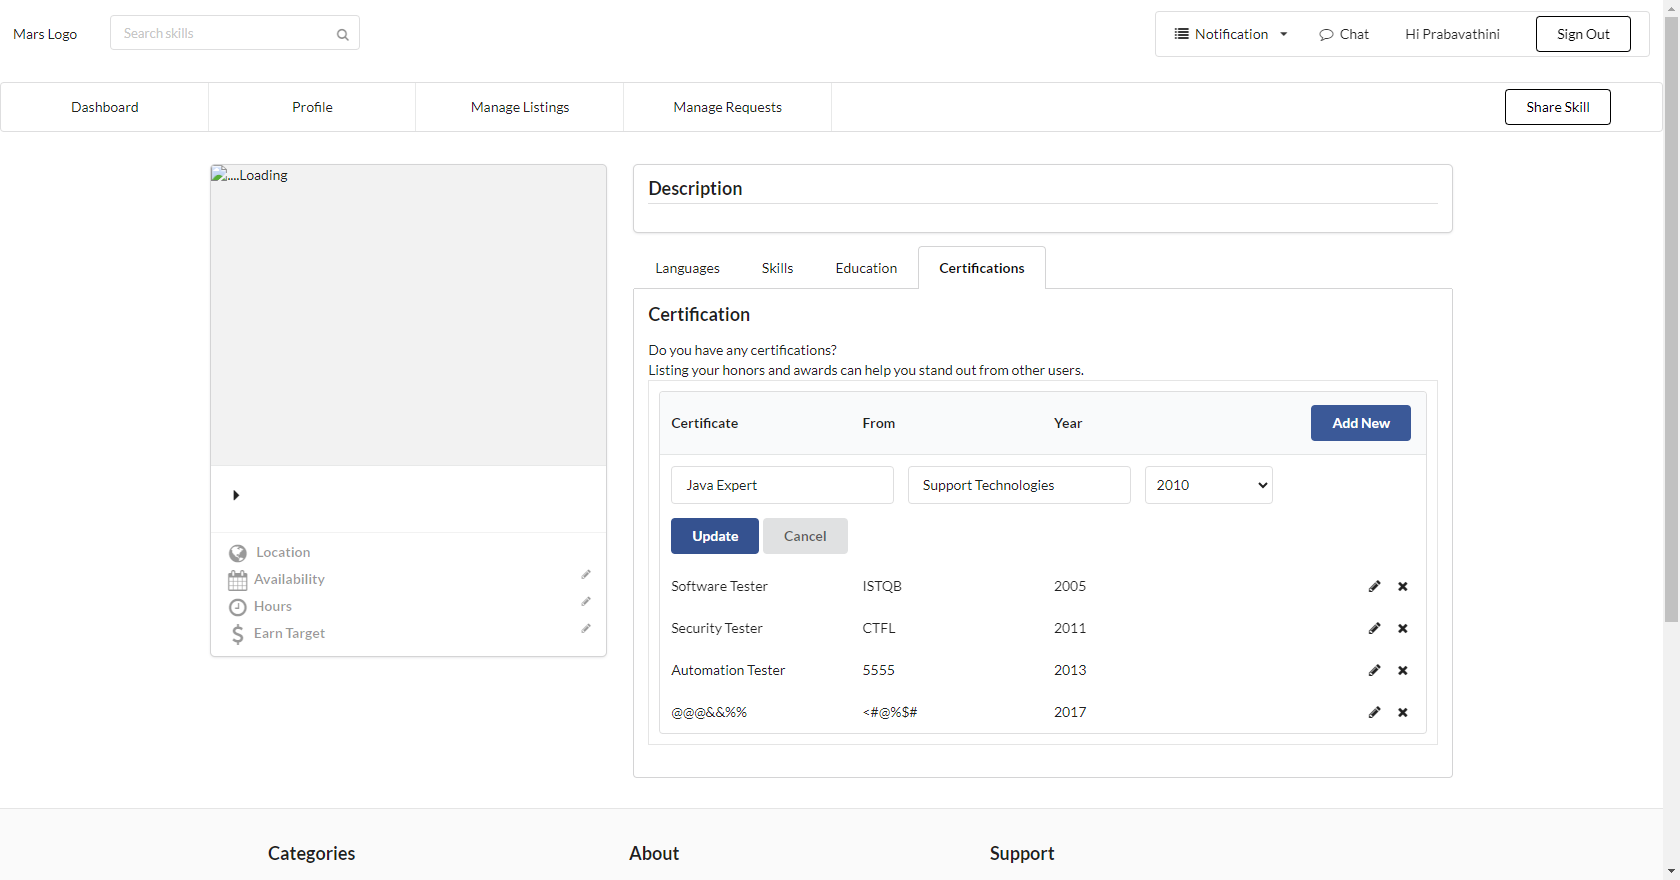 Mars Logo
Search skills
Notification
Chat
Hi Prabavathini
Sign Out
Dashboard
Profile
Manage Listings
Manage Requests
Share Skill
....Loading
Location
Availability
Hours
Earn Target
Description
Languages
Skills
Education
Certifications
Certification
Do you have any certifications?
Listing your honors and awards can help you stand out from other users.
Certificate From Year Add New
Java Expert Support Technologies 2010
Update Cancel
Software Tester ISTQB 2005
Security Tester CTFL 2011
Automation Tester 5555 2013
@@@&&%% <#@%$# 2017
Categories
About
Support